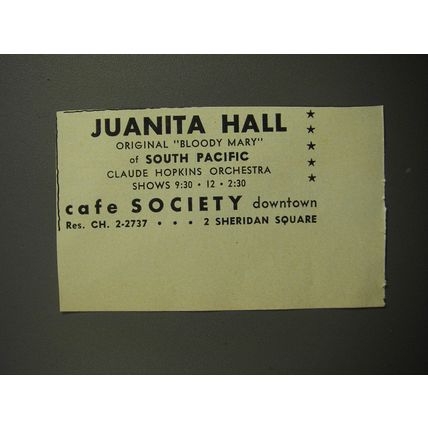 JUANITA HALL
ORIGINAL "BLOODY MARY"
of SOUTH PACIFIC
CLAUDE HOPKINS ORCHESTRA
SHOWS 9:30 • 12 • 2:30
cafe SOCIETY downtown
Res. CH. 2-2737 • • • 2 SHERIDAN SQUARE